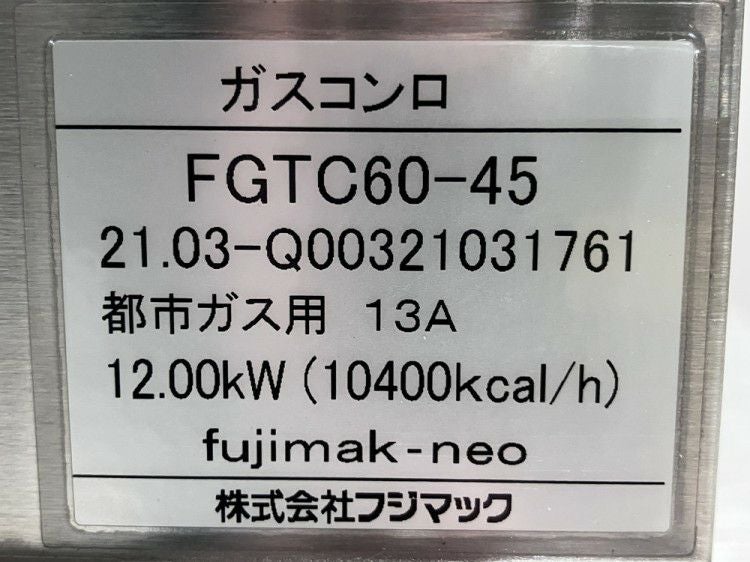 ガスコンロ
FGTC60-45
21.03-Q00321031761
都市ガス用 13A
12.00kW (10400kcal/h)
fujimak-neo
株式会社フジマック